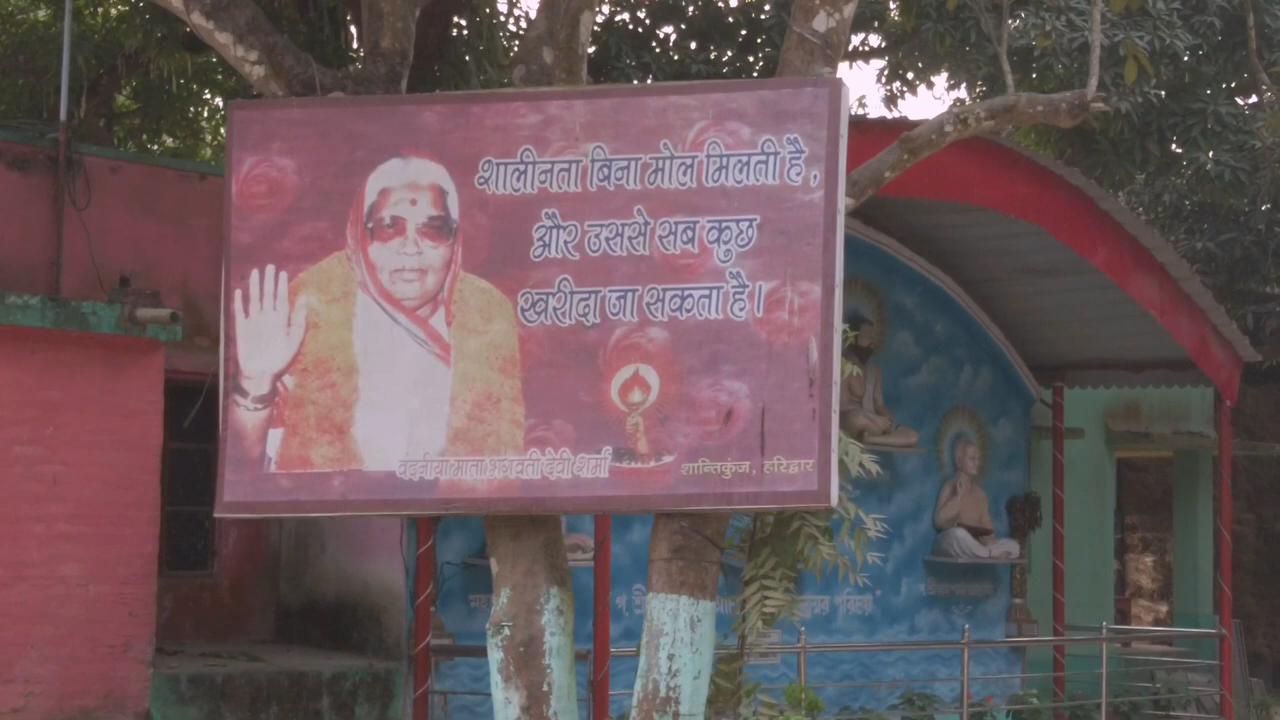 शालीनता बिना मोल मिलती है,
और उससे सब कुछ
खरीदा जा सकता है।
वंदनीया माता भगवती देवी शर्मा
शान्तिकुंज, हरिद्वार